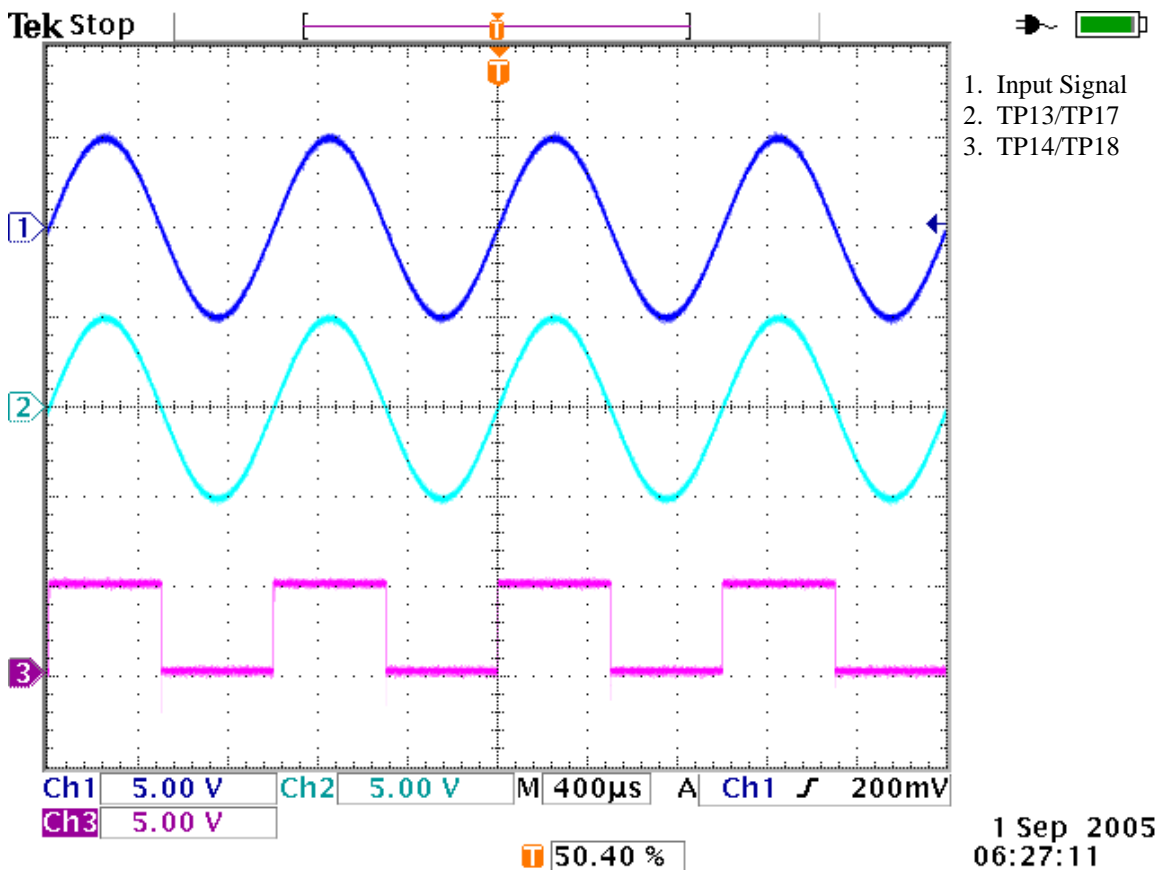 Tek Stop
T
T
1. Input Signal
2. TP13/TP17
3. TP14/TP18
1
2
3
Ch1 5.00 V Ch2 5.00 V M 400µs A Ch1 200mV
Ch3 5.00 V
T 50.40 %
1 Sep 2005
06:27:11